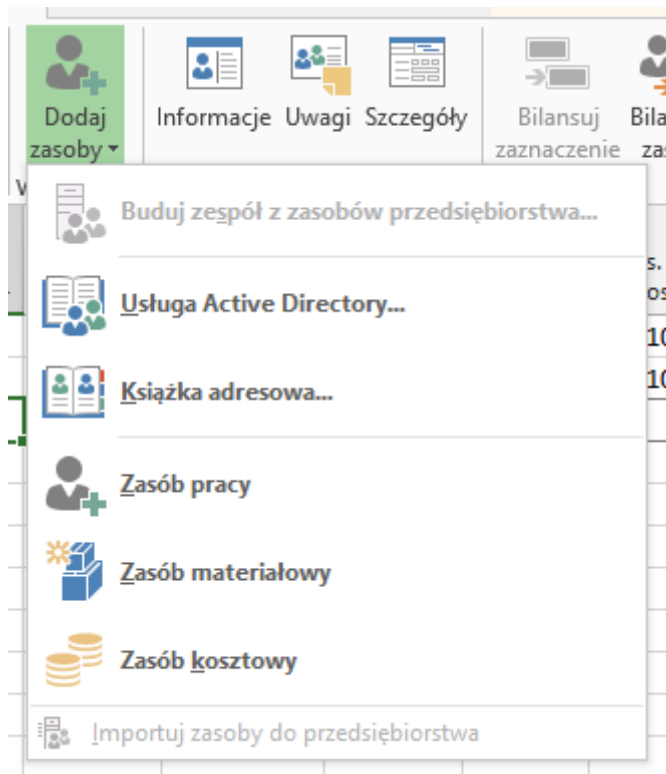 Dodaj
zasoby
Informacje Uwagi Szczegóły
Bilansuj
zaznaczenie
Buduj zespół z zasobów przedsiębiorstwa...
Usługa Active Directory...
Książka adresowa...
Zasób pracy
Zasób materiałowy
Zasób kosztowy
Importuj zasoby do przedsiębiorstwa